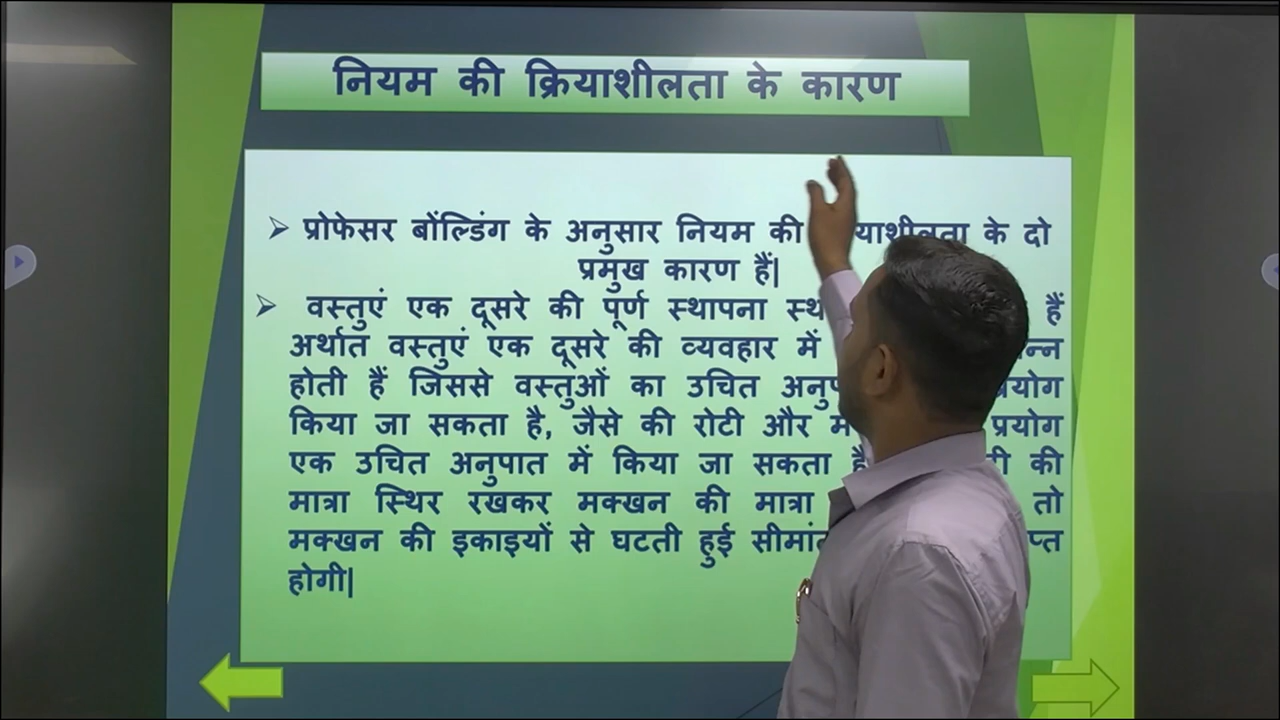 नियम की क्रियाशीलता के कारण
प्रोफेसर बोंल्डिंग के अनुसार नियम की के दो
प्रमुख कारण हैं|
वस्तुएं एक दूसरे की पूर्ण स्थापना हैं
अर्थात वस्तुएं एक दूसरे की व्यवहार में
होती हैं जिससे वस्तुओं का उचित
किया जा सकता है, जैसे की रोटी और प्रयोग
एक उचित अनुपात में किया जा सकता की
मात्रा स्थिर रखकर मक्खन की मात्रा तो
मक्खन की इकाइयों से घटती हुई
होगी|